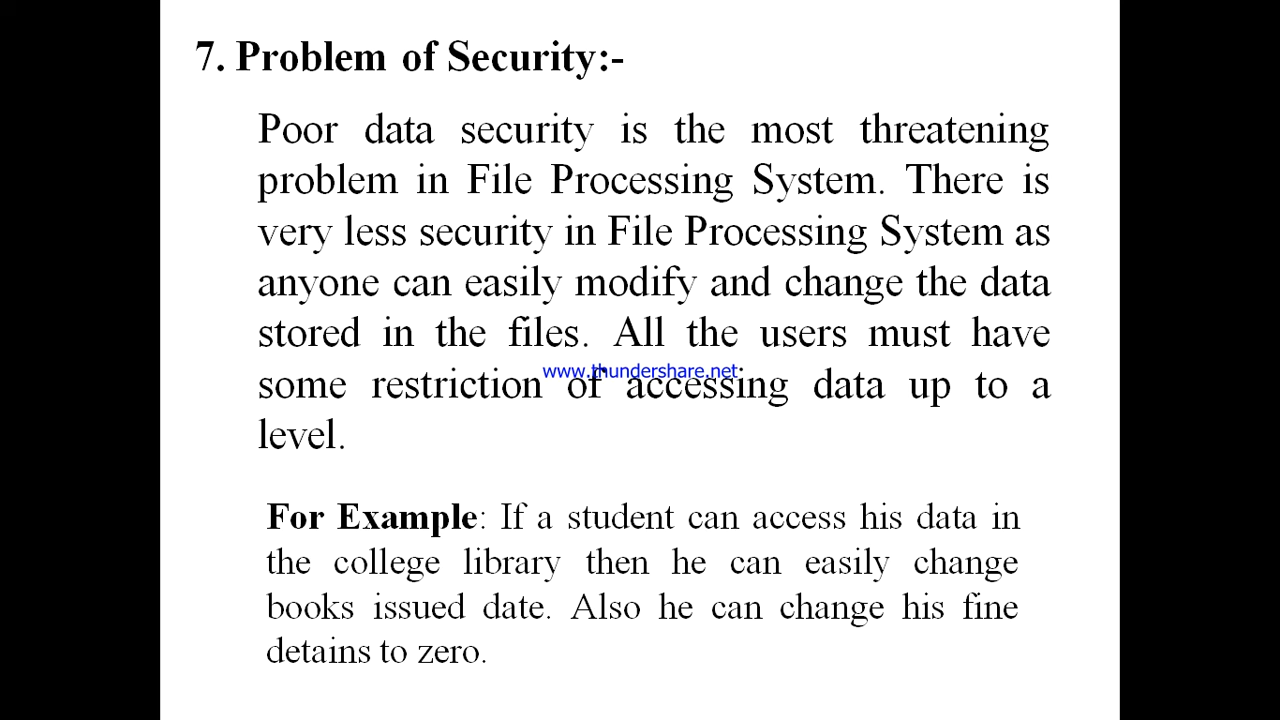 7. Problem of Security:-
Poor data security is the most threatening
problem in File Processing System. There is
very less security in File Processing System as
anyone can easily modify and change the data
stored in the files. All the users must have
www.thundershare.net
some restriction of accessing data up to a
level.
For Example: If a student can access his data in
the college library then he can easily change
books issued date. Also he can change his fine
detains to zero.